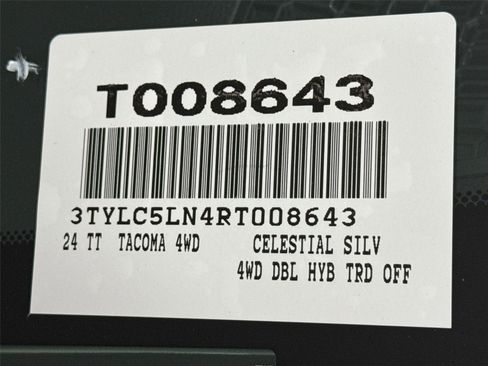 T008643
3TYLC5LN4RT008643
24 TT TACOMA 4WD CELESTIAL SILV
4WD DBL HYB TRD OFF